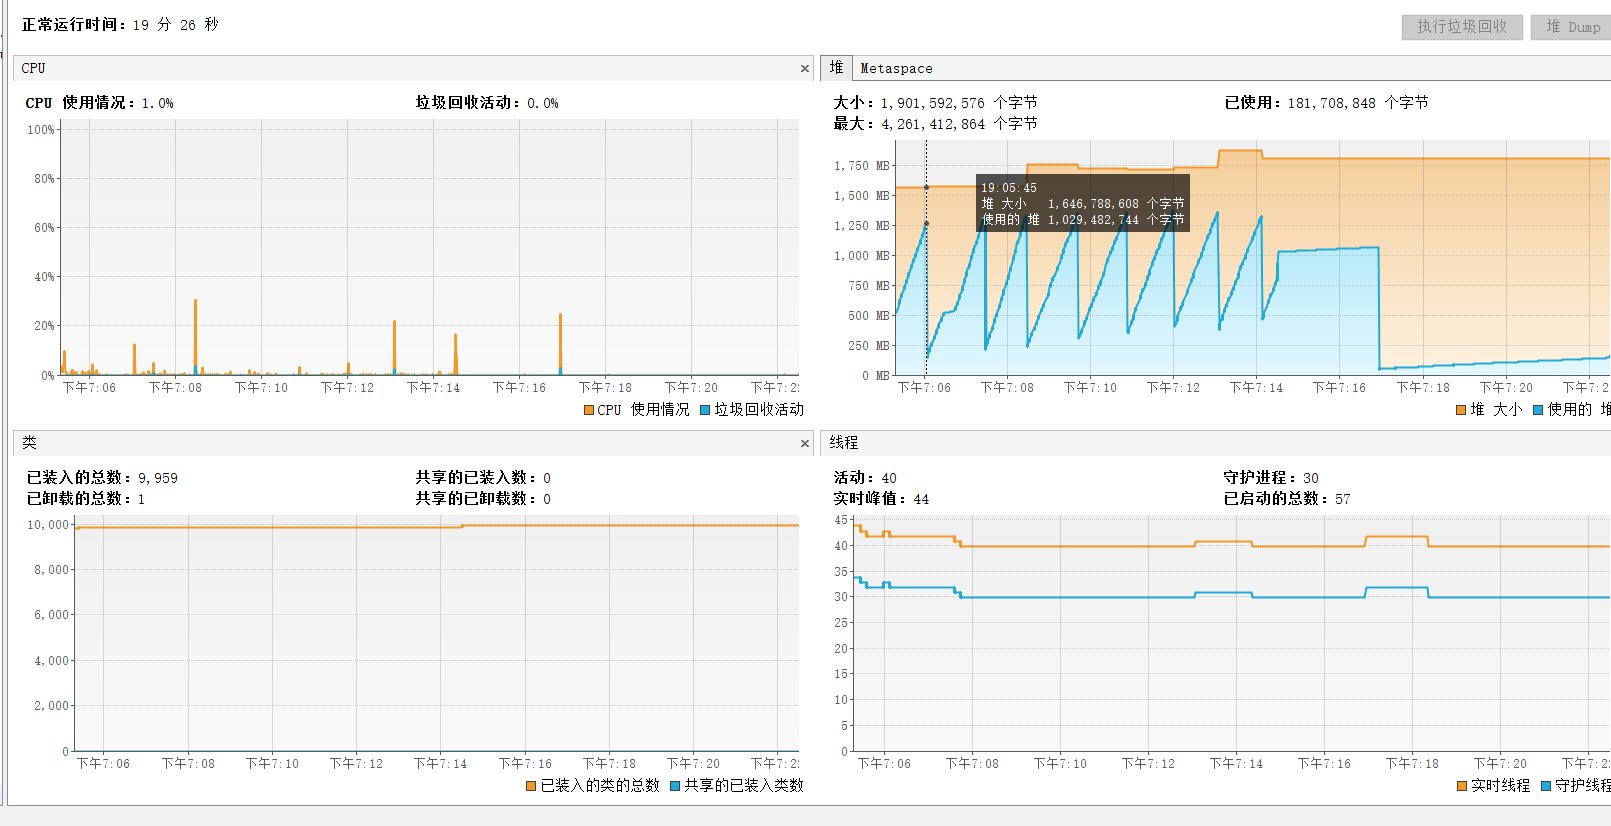 正常运行时间：19 分 26 秒
执行垃圾回收
堆 Dump
CPU
×
CPU 使用情况：1.0%
垃圾回收活动：0.0%
100%
80%
60%
40%
20%
0%
下午7:06
下午7:08
下午7:10
下午7:12
下午7:14
下午7:16
下午7:18
下午7:20
下午7:2
CPU 使用情况
垃圾回收活动
堆
Metaspace
大小：1,901,592,576 个字节
已使用：181,708,848 个字节
最大：4,261,412,864 个字节
1,750 MB
1,500 MB
1,250 MB
1,000 MB
750 MB
500 MB
250 MB
0 MB
19:05:45
堆 大小 1,646,788,608 个字节
使用的 堆 1,029,482,744 个字节
下午7:06
下午7:08
下午7:10
下午7:12
下午7:14
下午7:16
下午7:18
下午7:20
下午7:2
堆 大小
使用的 堆
类
×
已装入的总数：9,959
共享的已装入数：0
已卸载的总数：1
共享的已卸载数：0
10,000
8,000
6,000
4,000
2,000
0
下午7:06
下午7:08
下午7:10
下午7:12
下午7:14
下午7:16
下午7:18
下午7:20
下午7:2
已装入的类的总数
共享的已装入类数
线程
活动：40
守护进程：30
实时峰值：44
已启动的总数：57
45
40
35
30
25
20
15
10
5
0
下午7:06
下午7:08
下午7:10
下午7:12
下午7:14
下午7:16
下午7:18
下午7:20
下午7:2
实时线程
守护线程